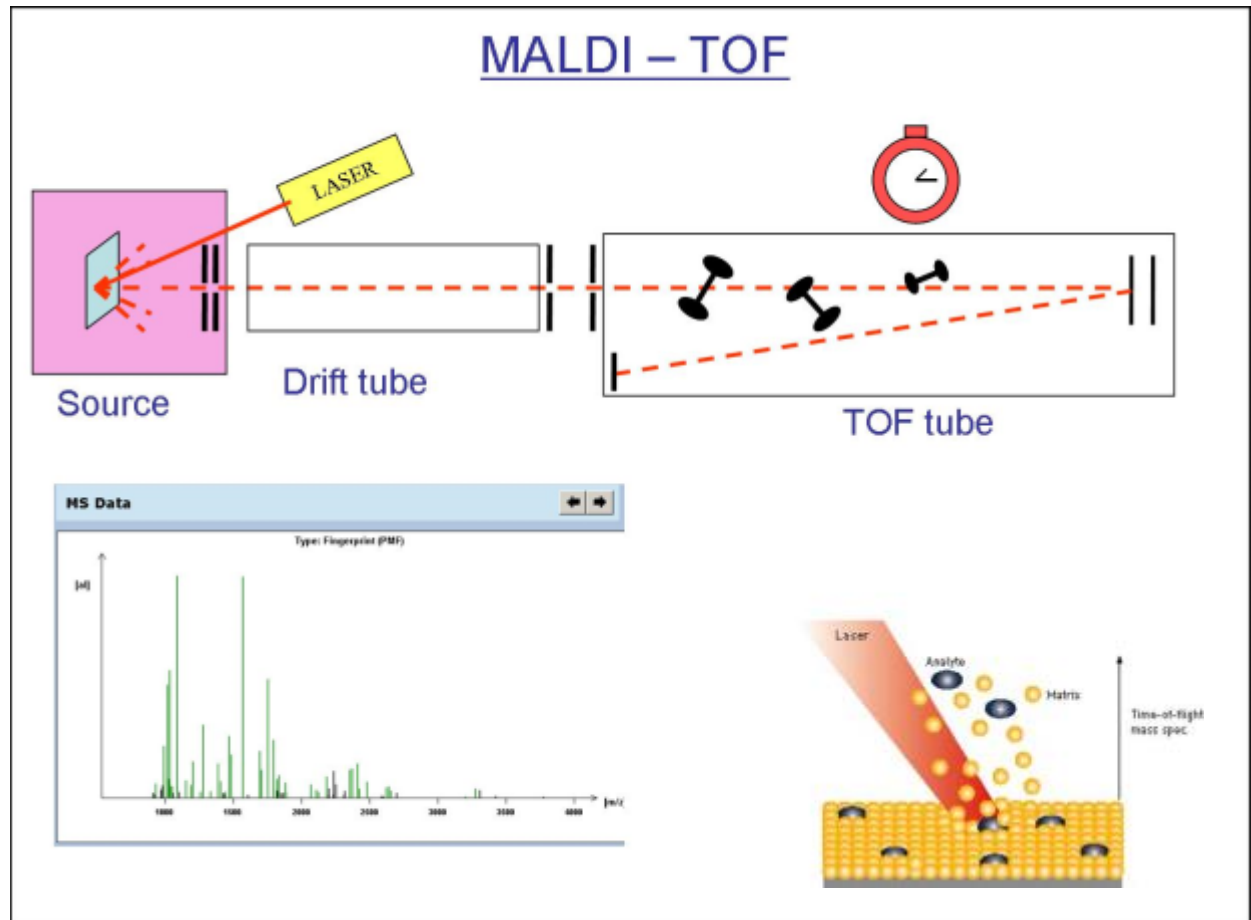 MALDI – TOF
LASER
Source
Drift tube
TOF tube
MS Data
Type: Fingerprint (PMF)
[aI]
1000 1500 2000 2500 3000 3500 4000
[m/z
Laser
Analyte
Matrix
Time-of-flight
mass spec.